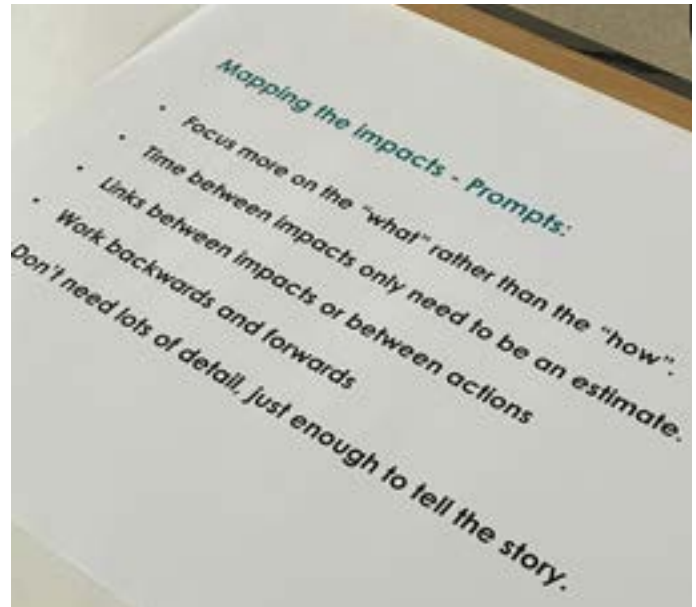 Mapping the impacts - Prompts:
• Focus more on the "what" rather than the "how".
• Time between impacts only need to be an estimate.
• Links between impacts or between actions
• Work backwards and forwards
Don't need lots of detail, just enough to tell the story.